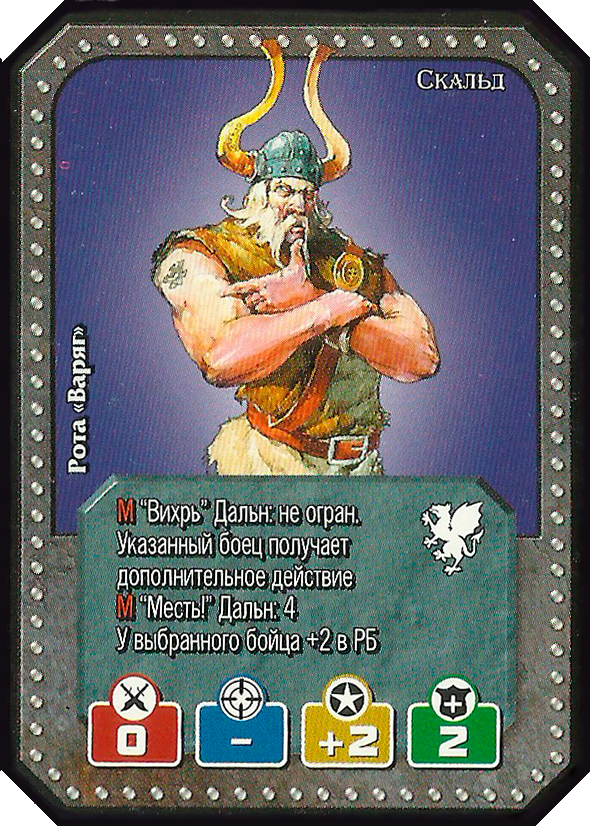 Скальд
Рота «Варяг»
М “Вихрь” Дальн: не огран.
Указанный боец получает
дополнительное действие
М “Месть!” Дальн: 4
У выбранного бойца +2 в РБ
0 – +2 2